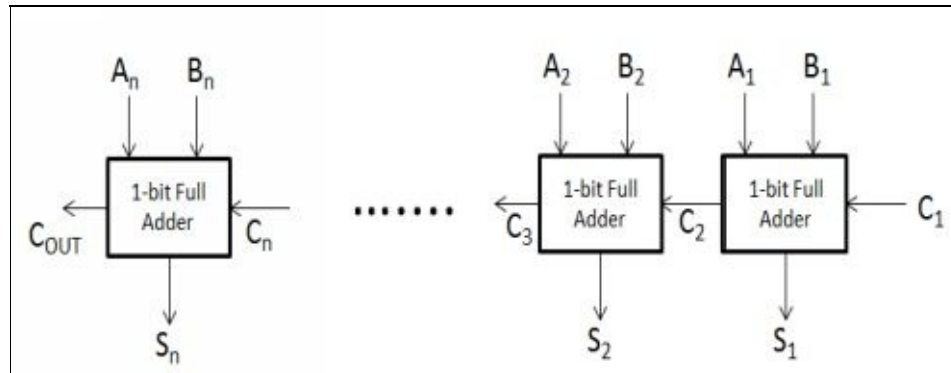 Aₙ Bₙ A₂ B₂ A₁ B₁
1-bit Full 1-bit Full 1-bit Full
Adder Adder Adder
C_OUT Cₙ C₃ C₂ C₁
Sₙ S₂ S₁